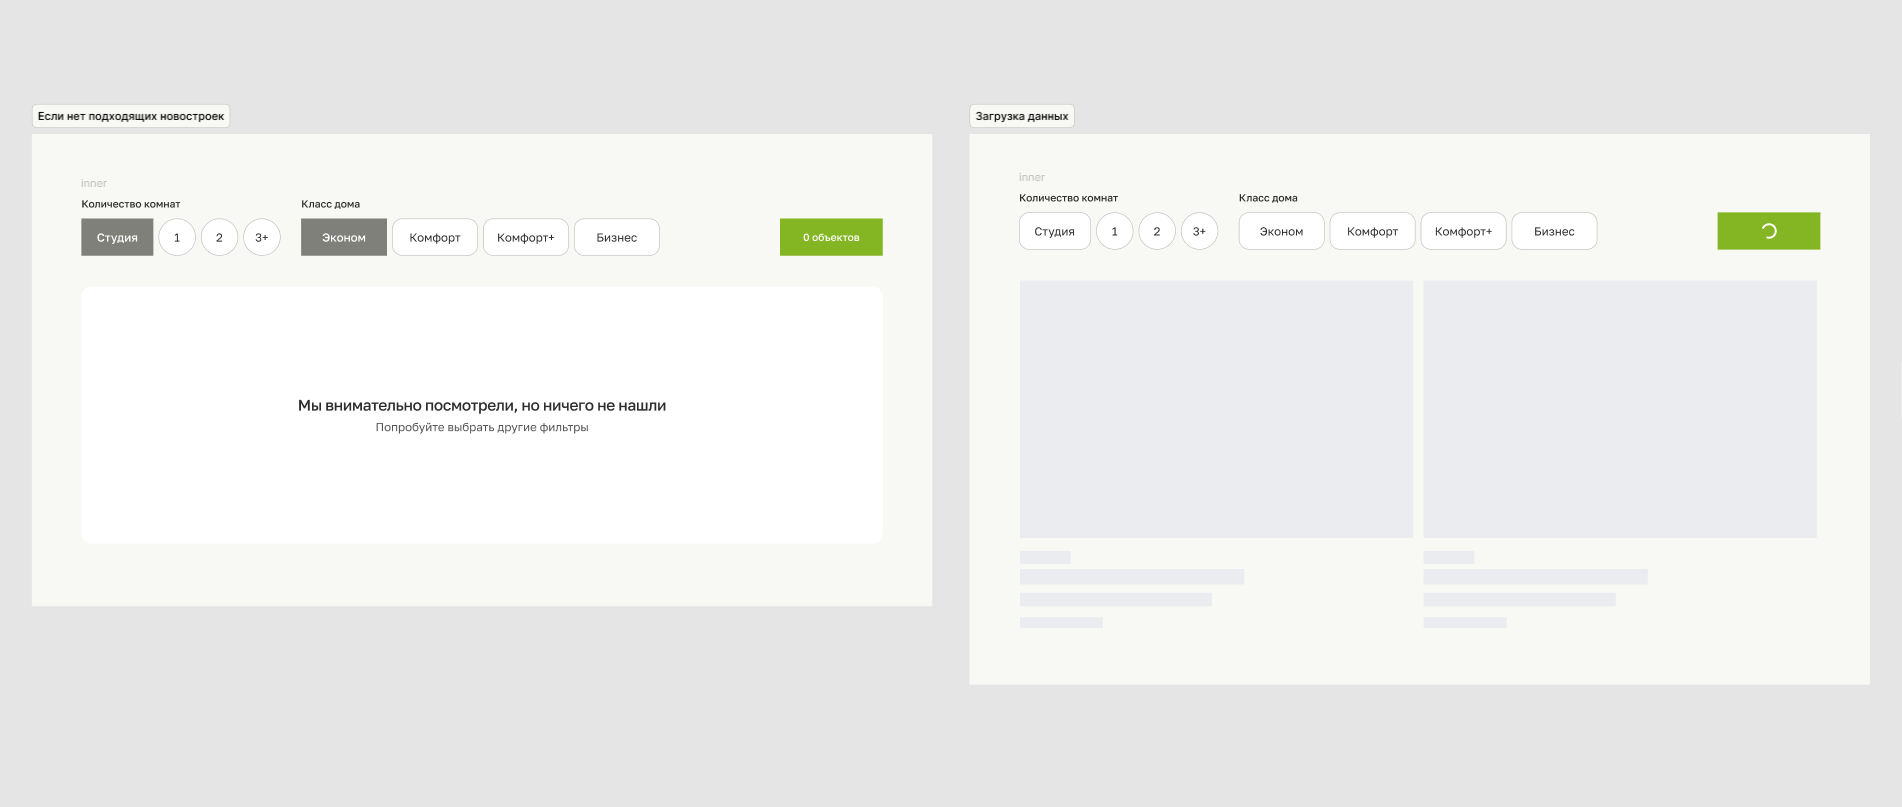 Если нет подходящих новостроек
inner
Количество комнат
Класс дома
Студия
1
2
3+
Эконом
Комфорт
Комфорт+
Бизнес
0 объектов
Мы внимательно посмотрели, но ничего не нашли
Попробуйте выбрать другие фильтры
Загрузка данных
inner
Количество комнат
Класс дома
Студия
1
2
3+
Эконом
Комфорт
Комфорт+
Бизнес